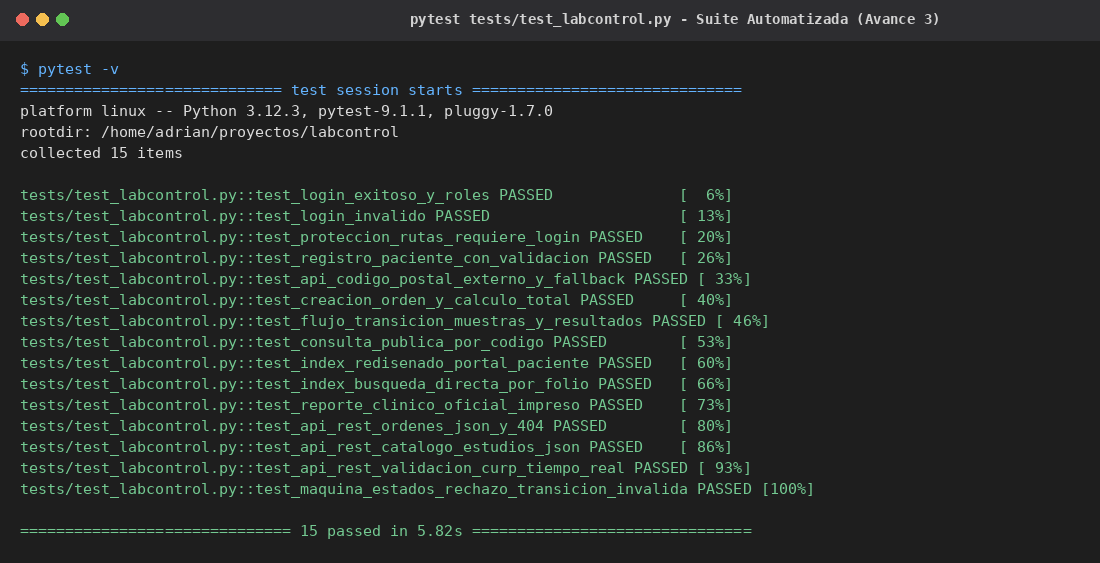 pytest tests/test_labcontrol.py - Suite Automatizada (Avance 3)
$ pytest -v
============================= test session starts ==============================
platform linux -- Python 3.12.3, pytest-9.1.1, pluggy-1.7.0
rootdir: /home/adrian/proyectos/labcontrol
collected 15 items
tests/test_labcontrol.py::test_login_exitoso_y_roles PASSED              [  6%]
tests/test_labcontrol.py::test_login_invalido PASSED                     [ 13%]
tests/test_labcontrol.py::test_proteccion_rutas_requiere_login PASSED    [ 20%]
tests/test_labcontrol.py::test_registro_paciente_con_validacion PASSED   [ 26%]
tests/test_labcontrol.py::test_api_codigo_postal_externo_y_fallback PASSED [ 33%]
tests/test_labcontrol.py::test_creacion_orden_y_calculo_total PASSED     [ 40%]
tests/test_labcontrol.py::test_flujo_transicion_muestras_y_resultados PASSED [ 46%]
tests/test_labcontrol.py::test_consulta_publica_por_codigo PASSED        [ 53%]
tests/test_labcontrol.py::test_index_redisenado_portal_paciente PASSED   [ 60%]
tests/test_labcontrol.py::test_index_busqueda_directa_por_folio PASSED   [ 66%]
tests/test_labcontrol.py::test_reporte_clinico_oficial_impreso PASSED    [ 73%]
tests/test_labcontrol.py::test_api_rest_ordenes_json_y_404 PASSED        [ 80%]
tests/test_labcontrol.py::test_api_rest_catalogo_estudios_json PASSED    [ 86%]
tests/test_labcontrol.py::test_api_rest_validacion_curp_tiempo_real PASSED [ 93%]
tests/test_labcontrol.py::test_maquina_estados_rechazo_transicion_invalida PASSED [100%]
============================== 15 passed in 5.82s ===============================